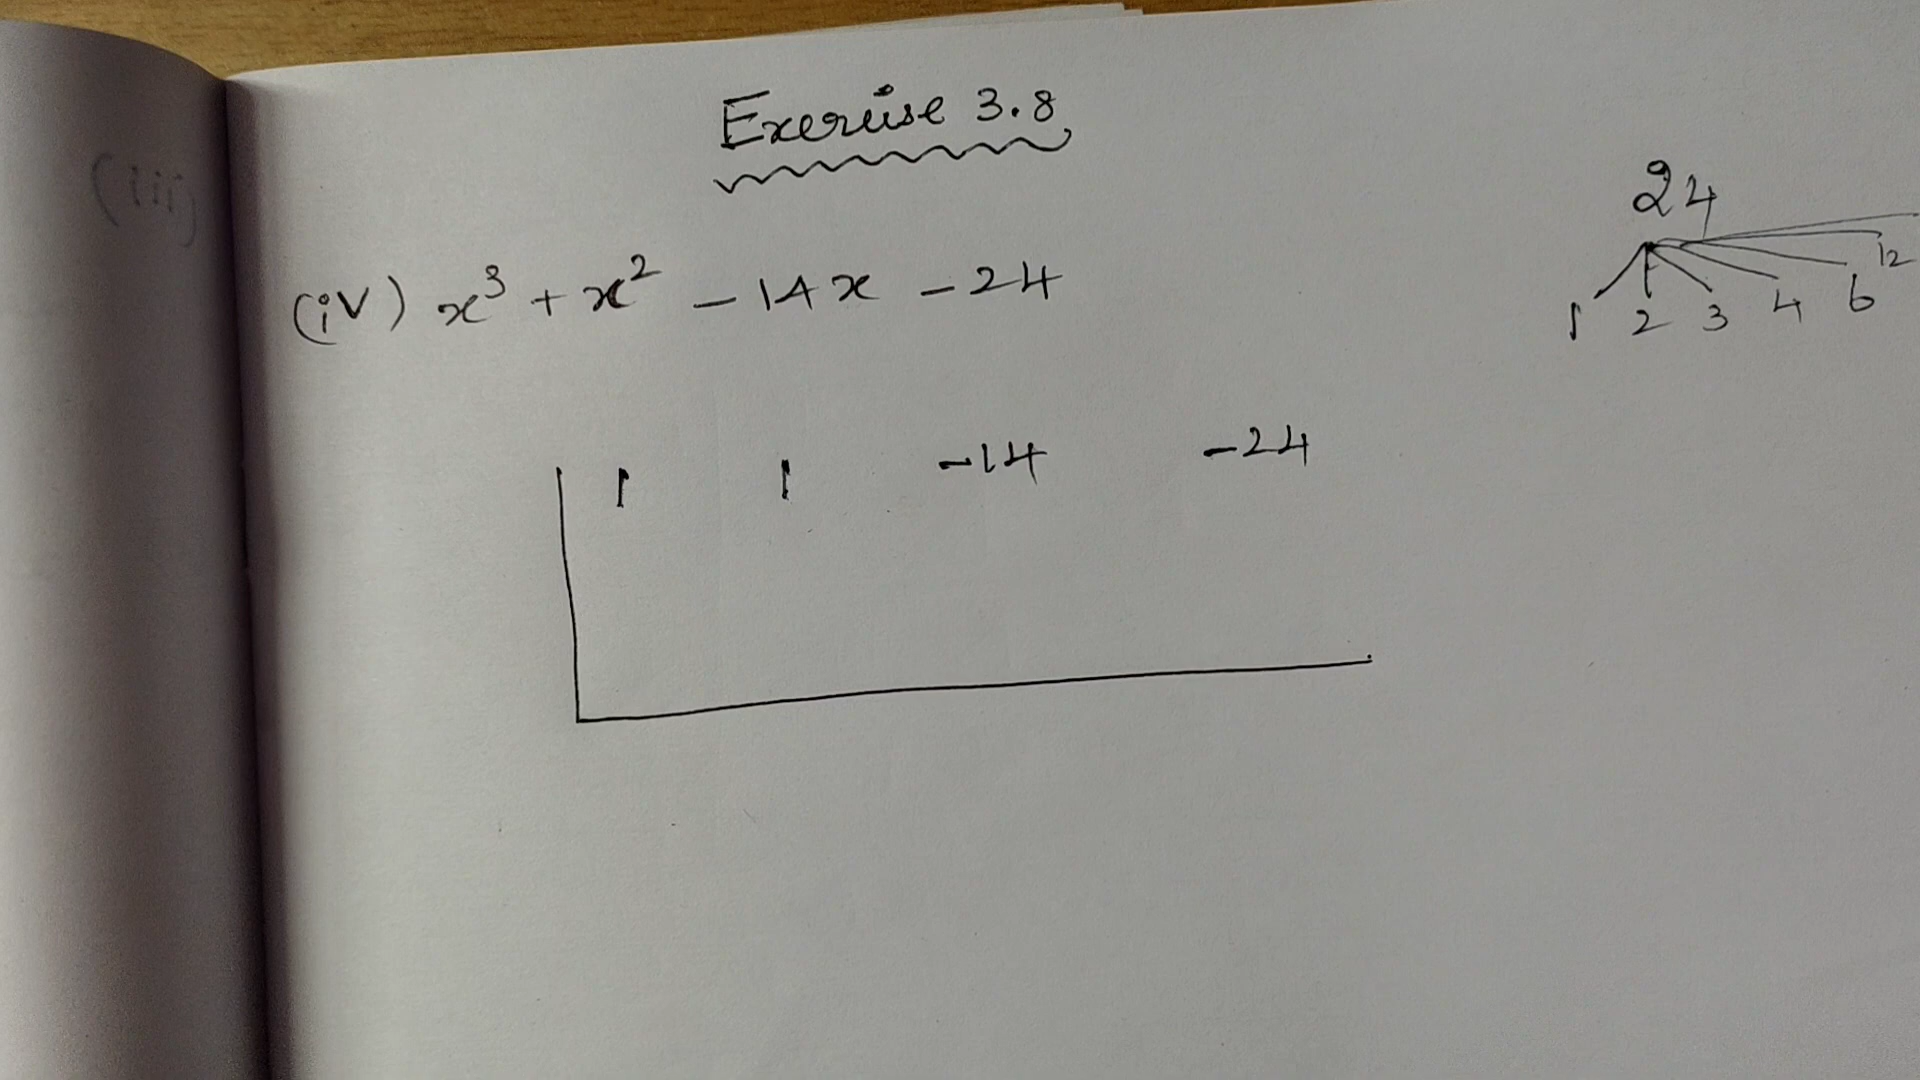 Exercise 3.8
(iii)
24
1 2 3 4 6 12
(iv) x³ + x² - 14x - 24
1 1 -14 -24